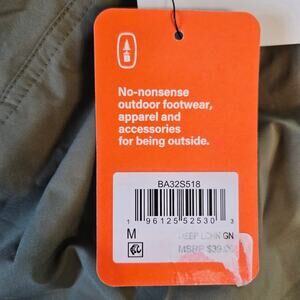 No-nonsense
outdoor footwear,
apparel and
accessories
for being outside.
BA32S518
1 96125 52530 3
M DEEP LCHN GN
MSRP $39.00